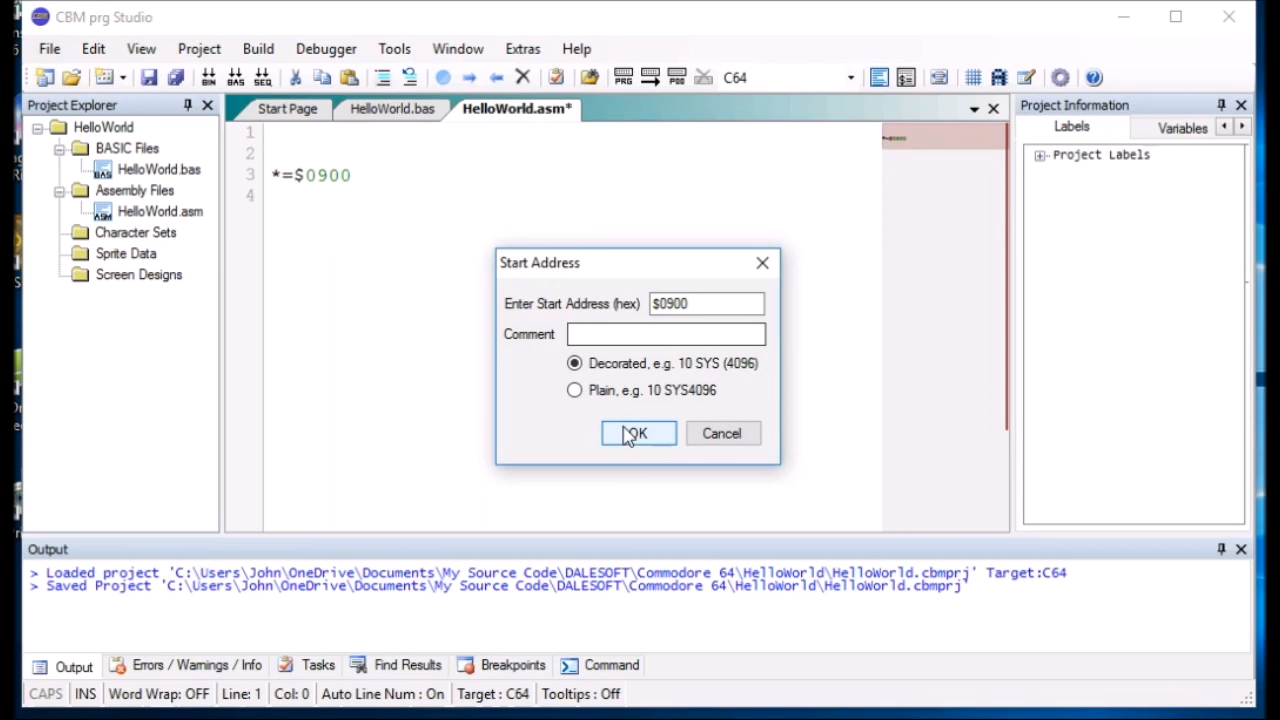 CBM prg Studio
File Edit View Project Build Debugger Tools Window Extras Help
BIN BAS SEQ PRG PRG C64
Project Explorer
HelloWorld
BASIC Files
HelloWorld.bas
Assembly Files
HelloWorld.asm
Character Sets
Sprite Data
Screen Designs
Start Page HelloWorld.bas HelloWorld.asm*
1
2
3 *=$0900
4
Start Address
Enter Start Address (hex) $0900
Comment
Decorated, e.g. 10 SYS (4096)
Plain, e.g. 10 SYS4096
OK Cancel
Project Information
Labels Variables
Project Labels
Output
> Loaded project 'C:\Users\John\OneDrive\Documents\My Source Code\DALESOFT\Commodore 64\HelloWorld\HelloWorld.cbmprj' Target:C64
> Saved Project 'C:\Users\John\OneDrive\Documents\My Source Code\DALESOFT\Commodore 64\HelloWorld\HelloWorld.cbmprj'
Output Errors / Warnings / Info Tasks Find Results Breakpoints Command
CAPS INS Word Wrap: OFF Line: 1 Col: 0 Auto Line Num : On Target : C64 Tooltips : Off